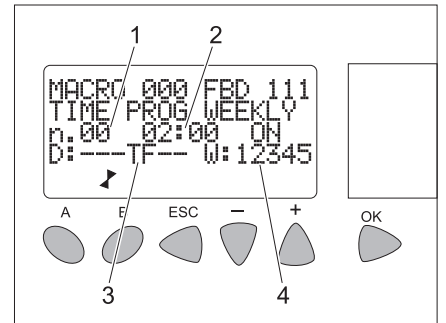 1 2
MACRO 000 FBD 111
TIME PROG WEEKLY
n.00 02:00 ON
D:---TF-- W:12345
A B ESC – + OK
3 4